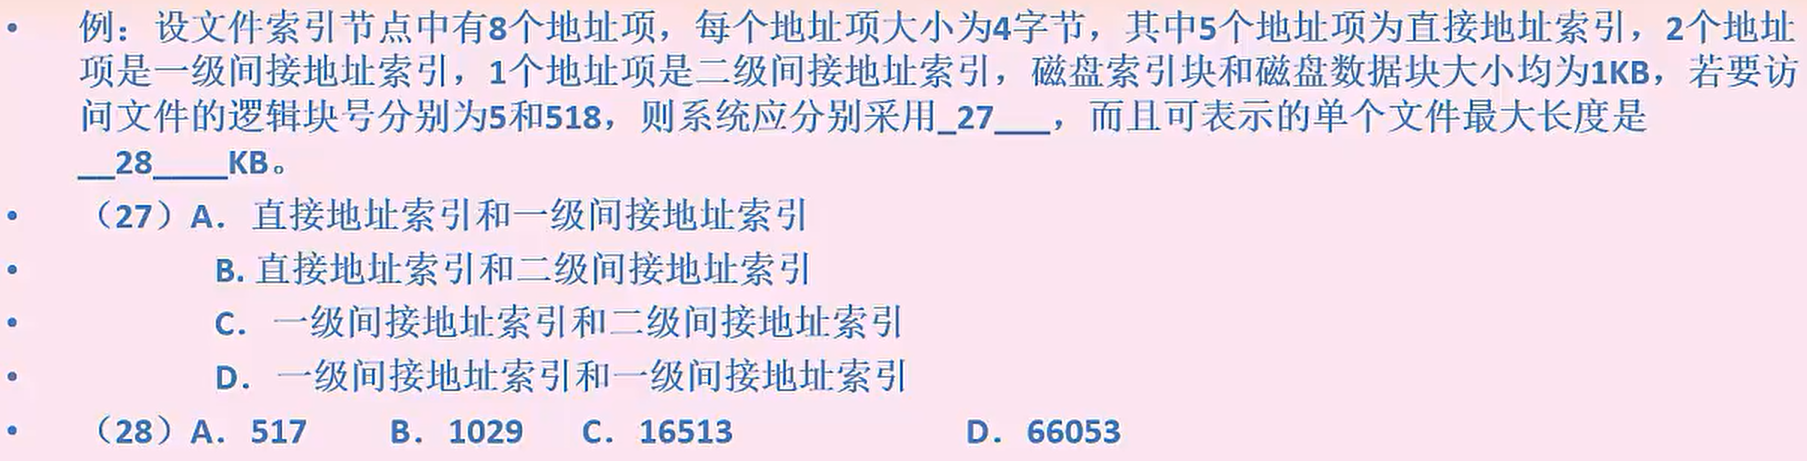 • 例：设文件索引节点中有8个地址项，每个地址项大小为4字节，其中5个地址项为直接地址索引，2个地址
项是一级间接地址索引，1个地址项是二级间接地址索引，磁盘索引块和磁盘数据块大小均为1KB，若要访
问文件的逻辑块号分别为5和518，则系统应分别采用_27___，而且可表示的单个文件最大长度是
__28____KB。
• （27）A．直接地址索引和一级间接地址索引
• B. 直接地址索引和二级间接地址索引
• C．一级间接地址索引和二级间接地址索引
• D．一级间接地址索引和一级间接地址索引
• （28）A．517 B．1029 C．16513 D．66053